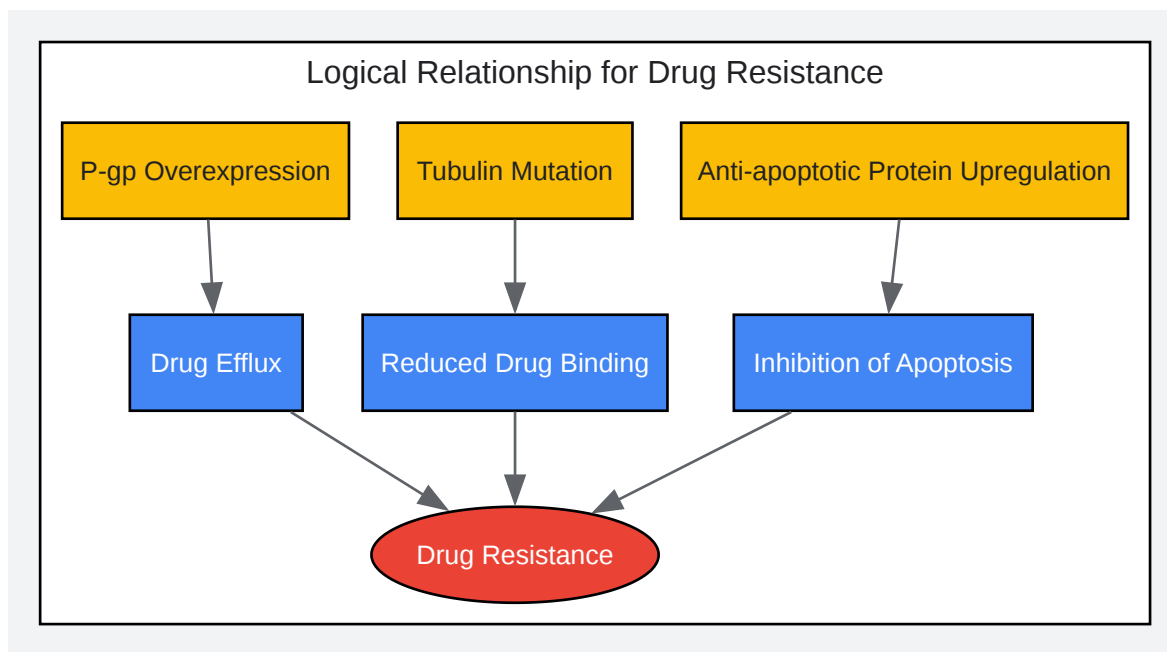 Logical Relationship for Drug Resistance
P-gp Overexpression
Tubulin Mutation
Anti-apoptotic Protein Upregulation
Drug Efflux
Reduced Drug Binding
Inhibition of Apoptosis
Drug Resistance